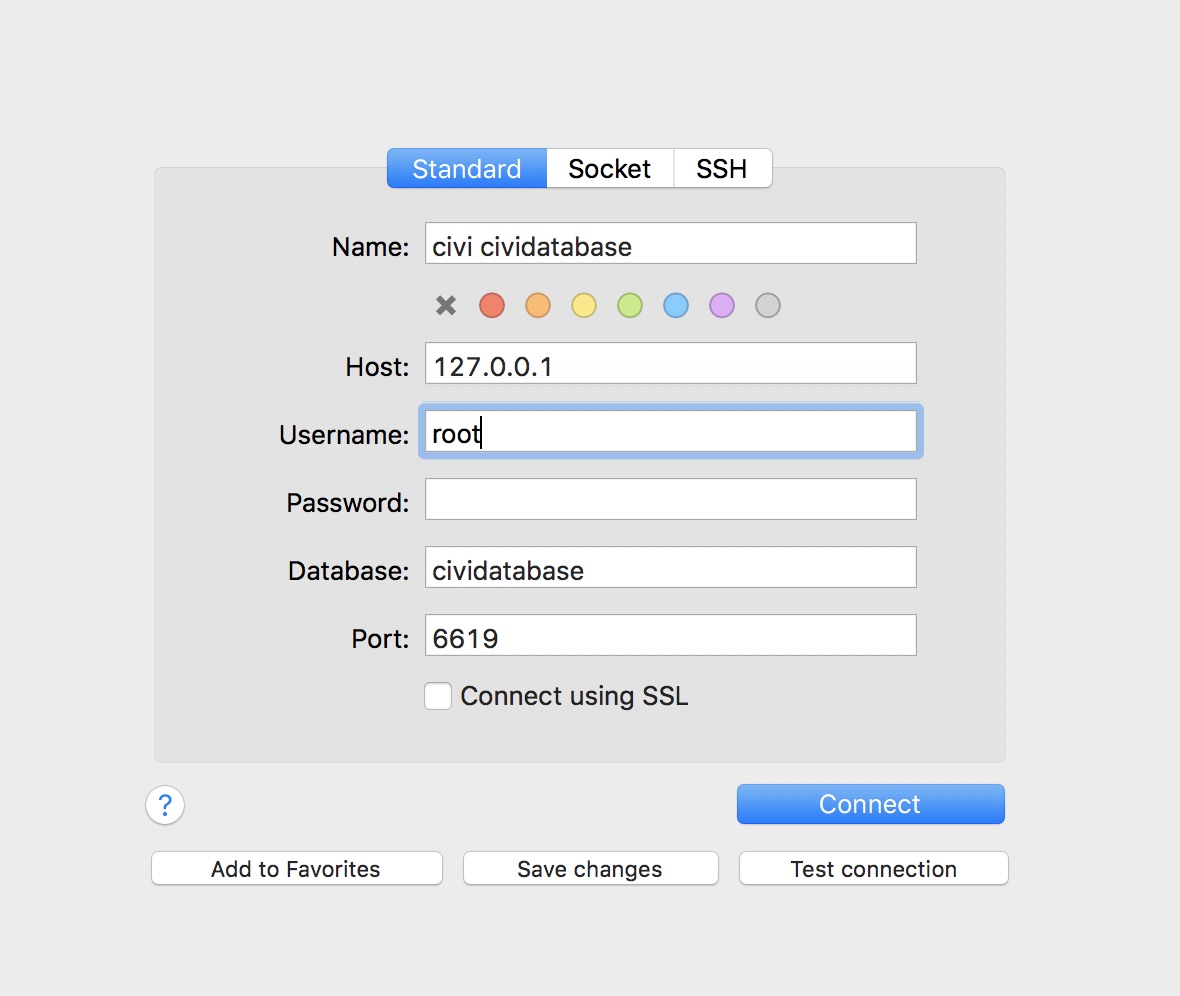 Standard Socket SSH
Name: civi cividatabase
Host: 127.0.0.1
Username: root
Password:
Database: cividatabase
Port: 6619
Connect using SSL
? Connect
Add to Favorites Save changes Test connection